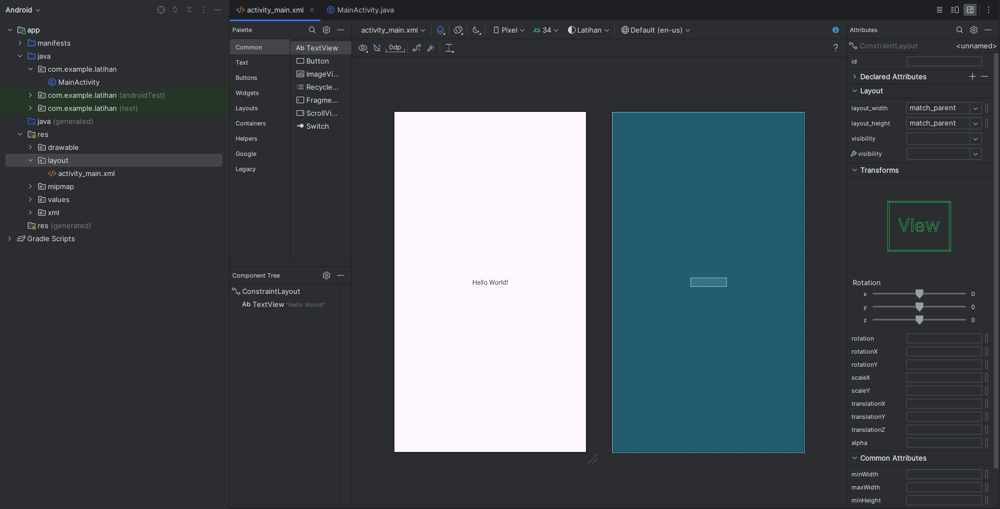 Android
app
manifests
java
com.example.latihan
MainActivity
com.example.latihan (androidTest)
com.example.latihan (test)
java (generated)
res
drawable
layout
activity_main.xml
mipmap
values
xml
res (generated)
Gradle Scripts
activity_main.xml
MainActivity.java
Palette
Common
Text
Buttons
Widgets
Layouts
Containers
Helpers
Google
Legacy
Ab TextView
Button
ImageVi...
Recycle...
Fragme...
ScrollVi...
Switch
Component Tree
ConstraintLayout
Ab TextView "Hello World!"
activity_main.xml
Pixel
34
Latihan
Default (en-us)
0dp
?
Hello World!
Attributes
ConstraintLayout <unnamed>
id
Declared Attributes
Layout
layout_width match_parent
layout_height match_parent
visibility
visibility
Transforms
View
Rotation
x 0
y 0
z 0
rotation
rotationX
rotationY
scaleX
scaleY
translationX
translationY
translationZ
alpha
Common Attributes
minWidth
maxWidth
minHeight